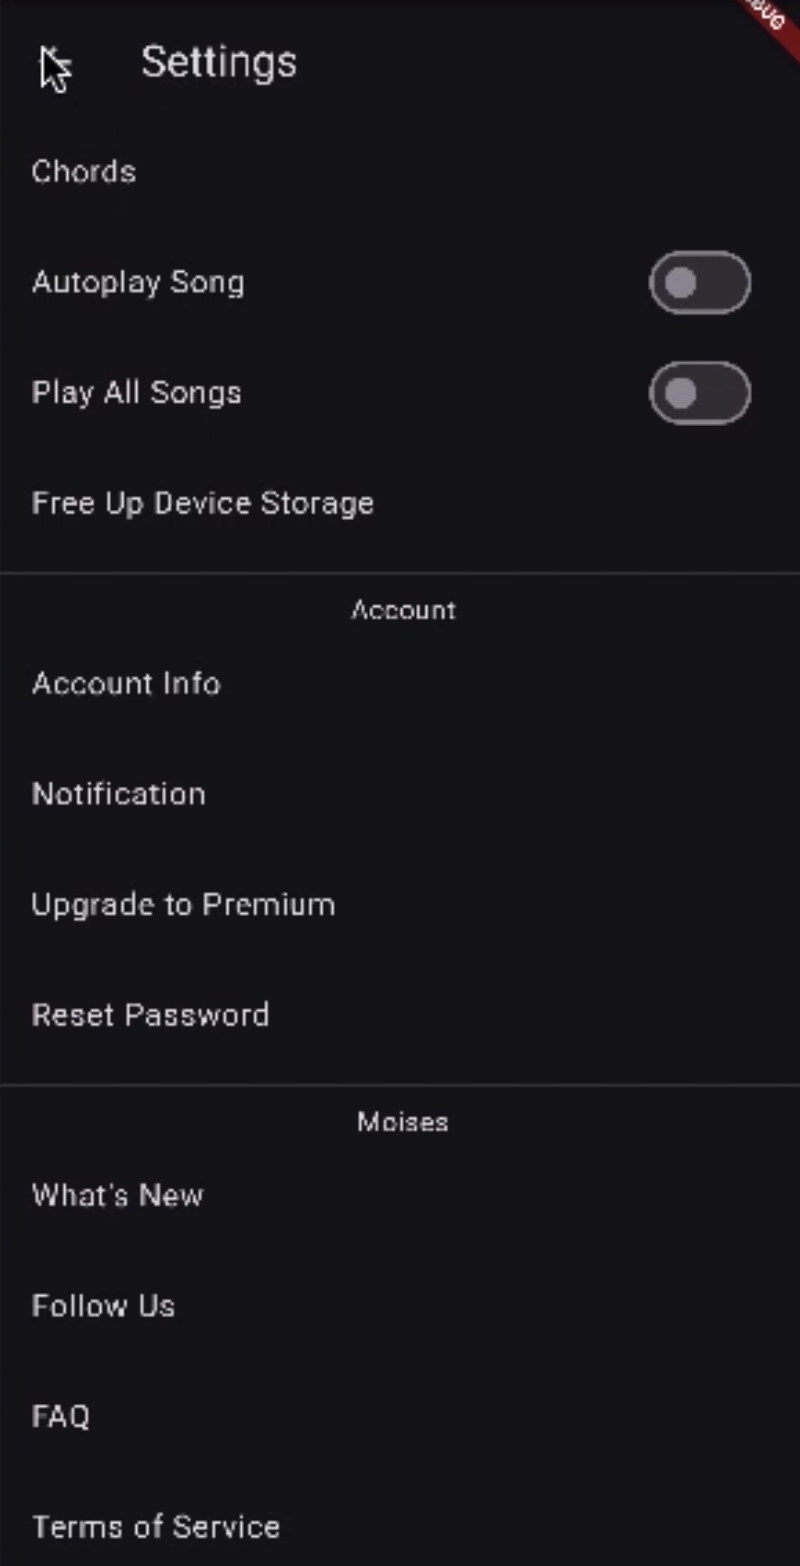 Settings
Chords
Autoplay Song
Play All Songs
Free Up Device Storage
Account
Account Info
Notification
Upgrade to Premium
Reset Password
Moises
What's New
Follow Us
FAQ
Terms of Service